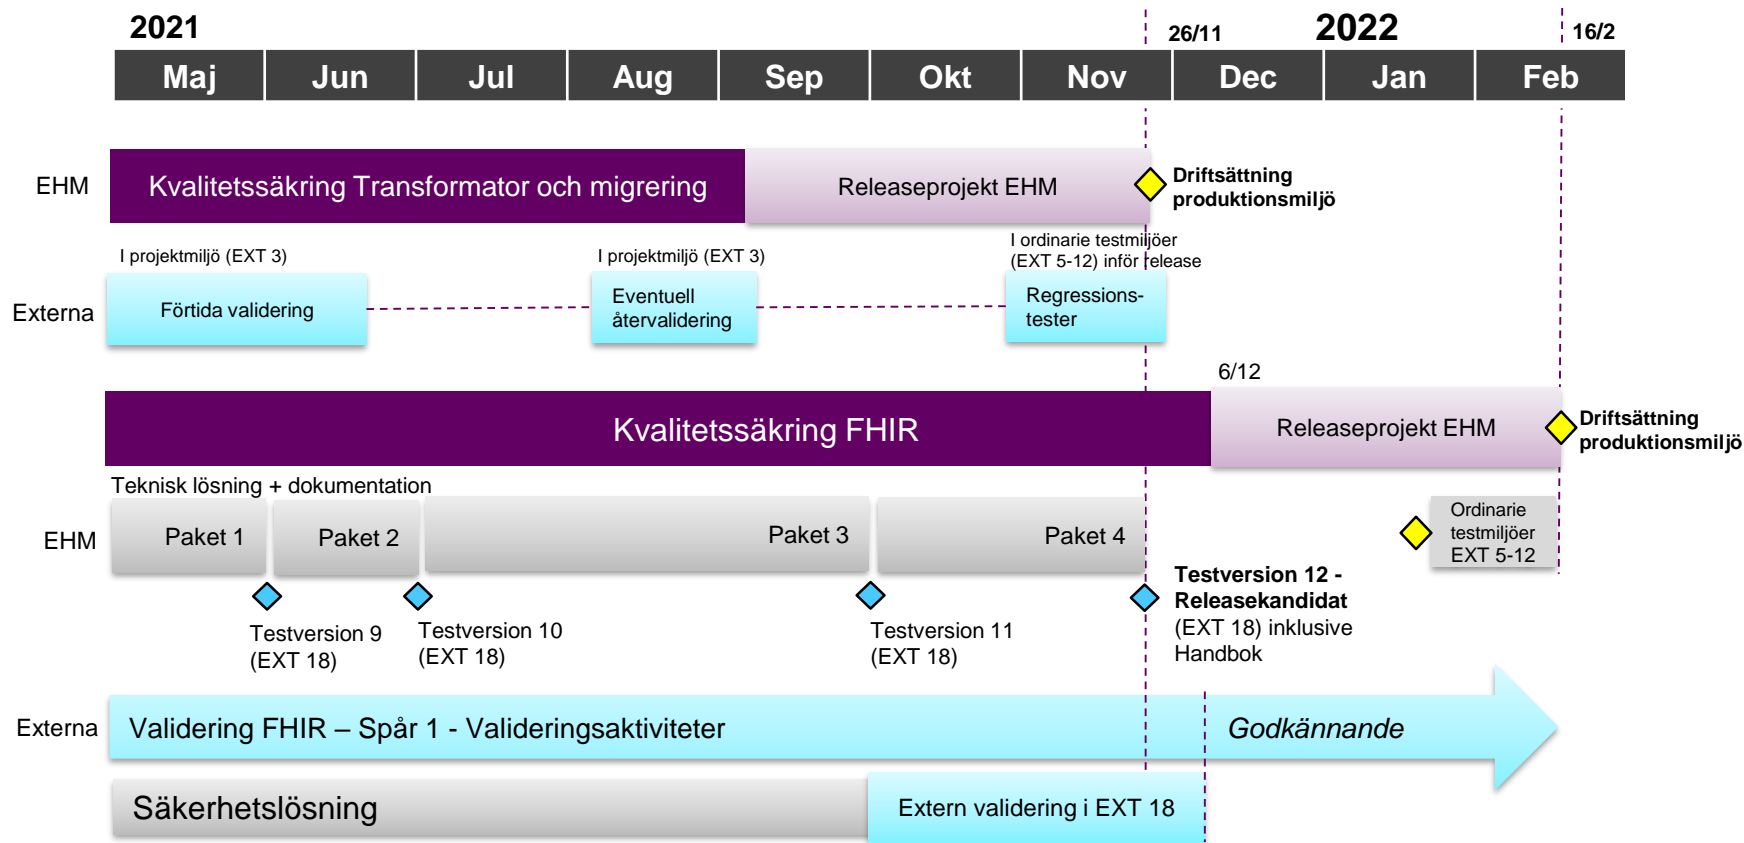 2021
26/11
2022
16/2
Maj
Jun
Jul
Aug
Sep
Okt
Nov
Dec
Jan
Feb
EHM
Kvalitetssäkring Transformator och migrering
Releaseprojekt EHM
Driftsättning
produktionsmiljö
I projektmiljö (EXT 3)
I projektmiljö (EXT 3)
I ordinarie testmiljöer
(EXT 5-12) inför release
Externa
Förtida validering
Eventuell
återvalidering
Regressions-
tester
6/12
Kvalitetssäkring FHIR
Releaseprojekt EHM
Driftsättning
produktionsmiljö
Teknisk lösning + dokumentation
EHM
Paket 1
Paket 2
Paket 3
Paket 4
Ordinarie
testmiljöer
EXT 5-12
Testversion 9
(EXT 18)
Testversion 10
(EXT 18)
Testversion 11
(EXT 18)
Testversion 12 -
Releasekandidat
(EXT 18) inklusive
Handbok
Externa
Validering FHIR – Spår 1 - Valideringsaktiviteter
Godkännande
Säkerhetslösning
Extern validering i EXT 18